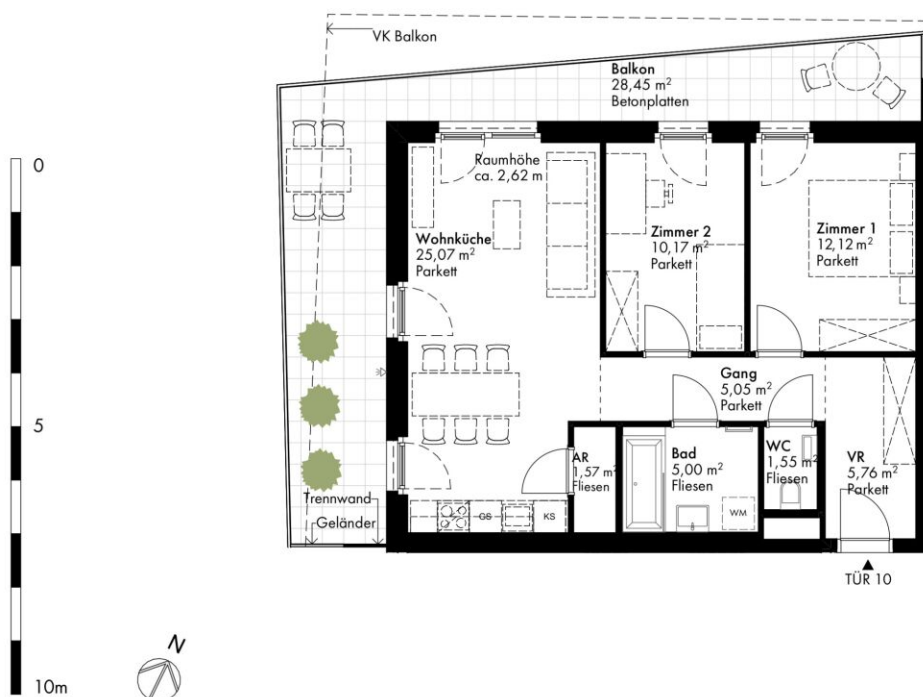 VK Balkon
Balkon
28,45 m²
Betonplatten
0
Raumhöhe
ca. 2,62 m
Wohnküche
25,07 m²
Parkett
Zimmer 2
10,17 m²
Parkett
Zimmer 1
12,12 m²
Parkett
Gang
5,05 m²
Parkett
5
AR
1,57 m²
Fliesen
Bad
5,00 m²
Fliesen
WC
1,55 m²
Fliesen
VR
5,76 m²
Parkett
Trennwand
Geländer
GS
KS
WM
TÜR 10
N
10m